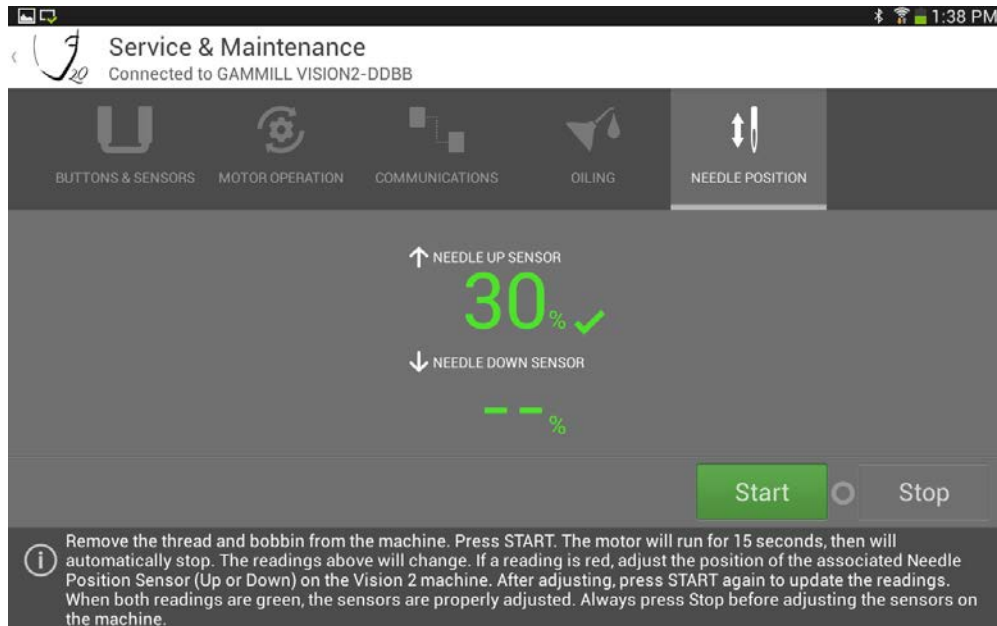 1:38 PM
Service & Maintenance
20
Connected to GAMMILL VISION2-DDBB
BUTTONS & SENSORS
MOTOR OPERATION
COMMUNICATIONS
OILING
NEEDLE POSITION
NEEDLE UP SENSOR
30%
NEEDLE DOWN SENSOR
--%
Start
Stop
Remove the thread and bobbin from the machine. Press START. The motor will run for 15 seconds, then will
automatically stop. The readings above will change. If a reading is red, adjust the position of the associated Needle
Position Sensor (Up or Down) on the Vision 2 machine. After adjusting, press START again to update the readings.
When both readings are green, the sensors are properly adjusted. Always press Stop before adjusting the sensors on
the machine.